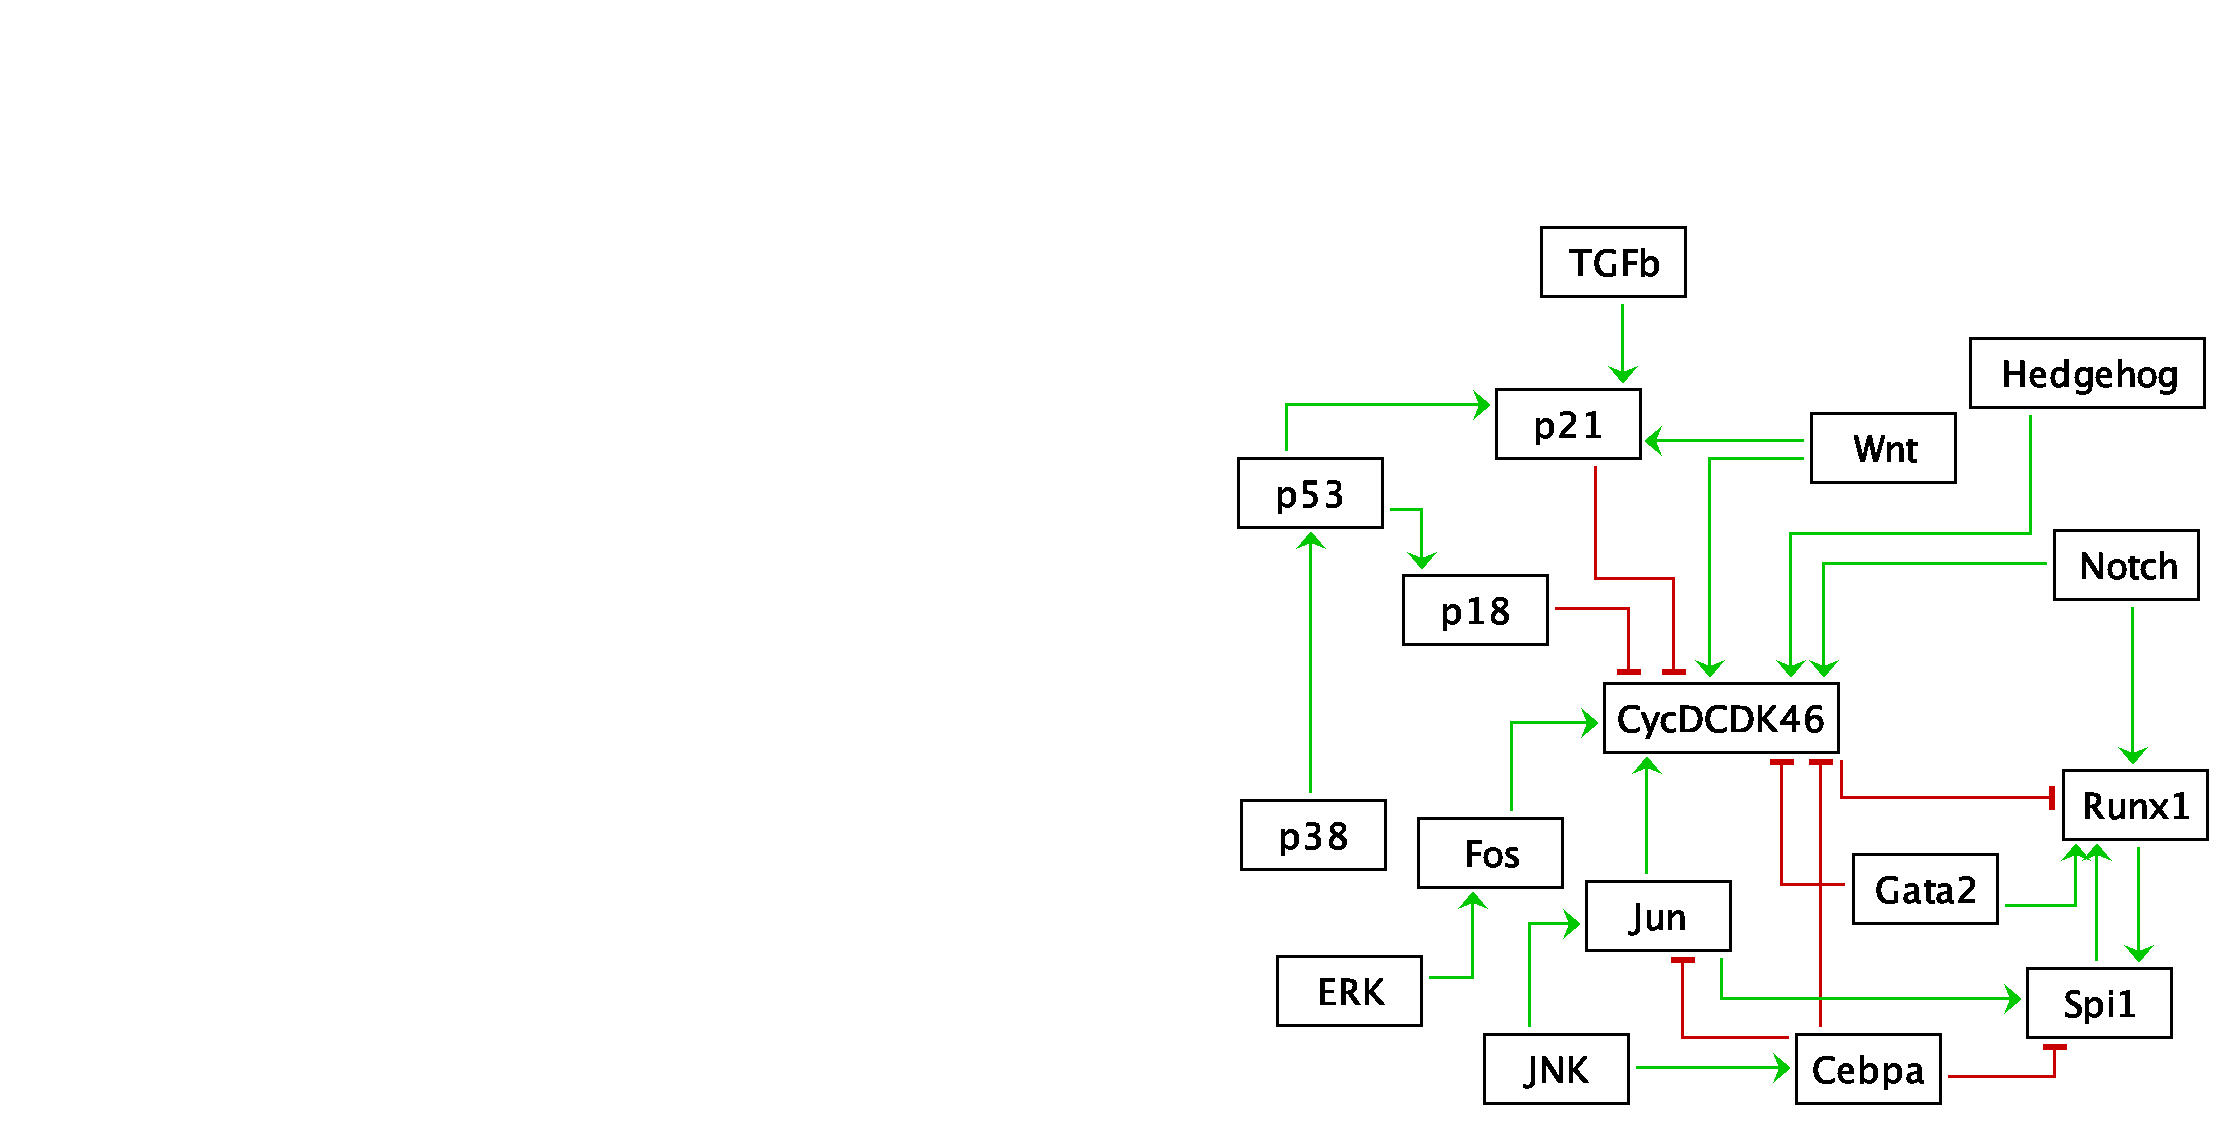 TGFb
Hedgehog
p21
Wnt
p53
Notch
p18
CycDCDK46
Runx1
p38
Fos
Gata2
Jun
ERK
Spi1
JNK
Cebpa